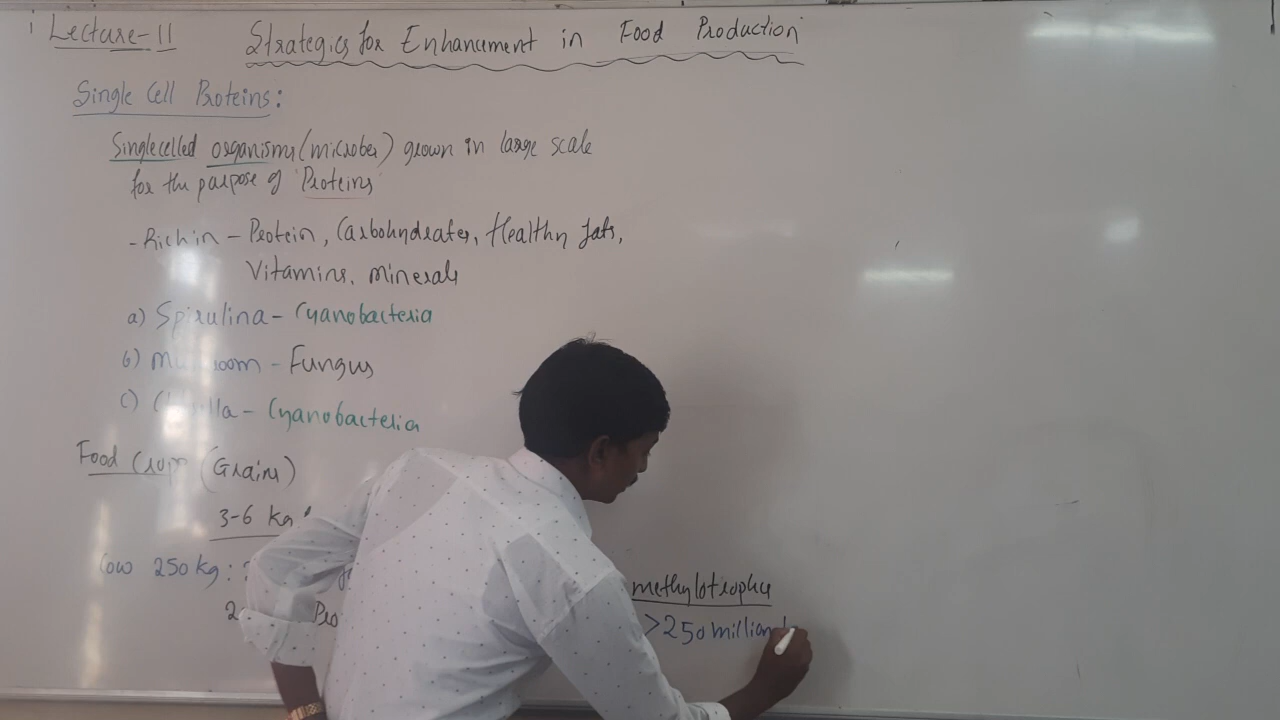 Lecture-11
Strategies for Enhancement in Food Production
Single Cell Proteins:
Singlecelled organisms (microbes) grown in large scale
for the purpose of 'Proteins'
- Rich in - Protein, Carbohydrates, Healthy fats,
Vitamins, minerals
a) Spirulina - Cyanobacteria
b) - Fungus
c) - Cyanobacteria
Food Crops (Grains)
3-6 Kg
Cow 250 kg:
methylotrophus
>250 million